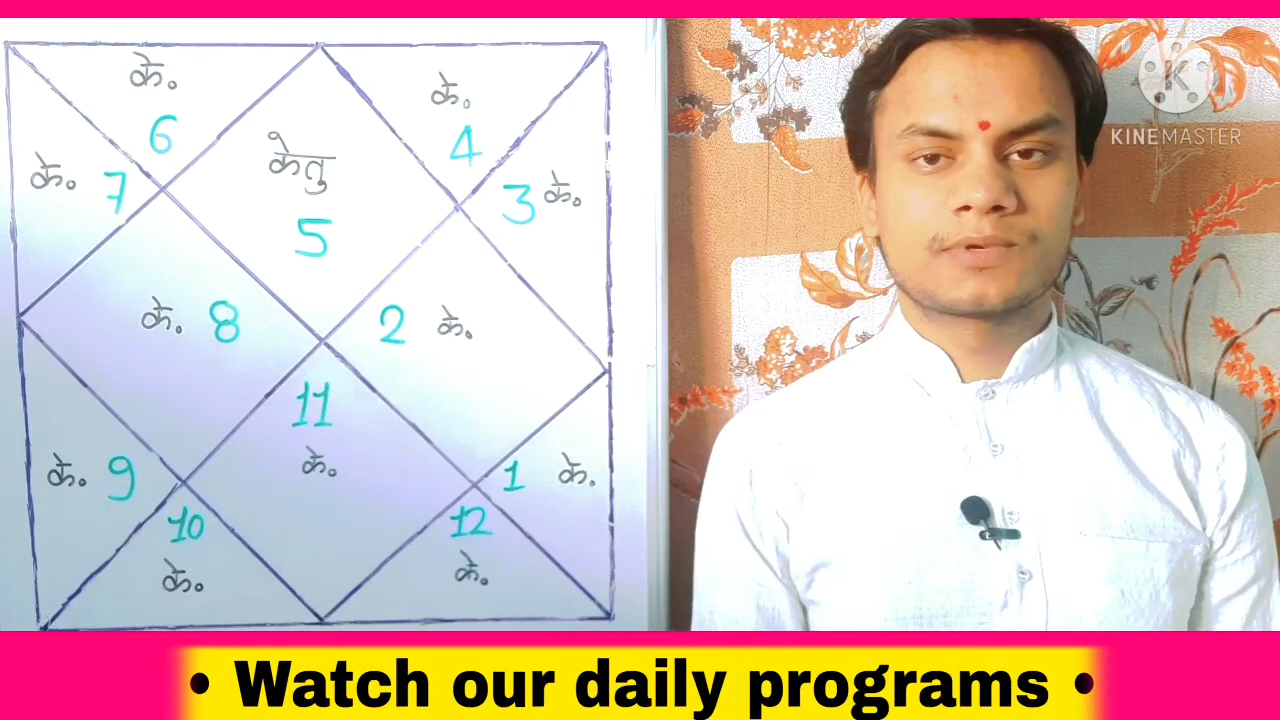 के.
के.
6
केतु
4
के. 7
3 के.
5
के. 8
2 के.
11
के. 9
के.
1 के.
10
12
के.
के.
KINEMASTER
• Watch our daily programs •